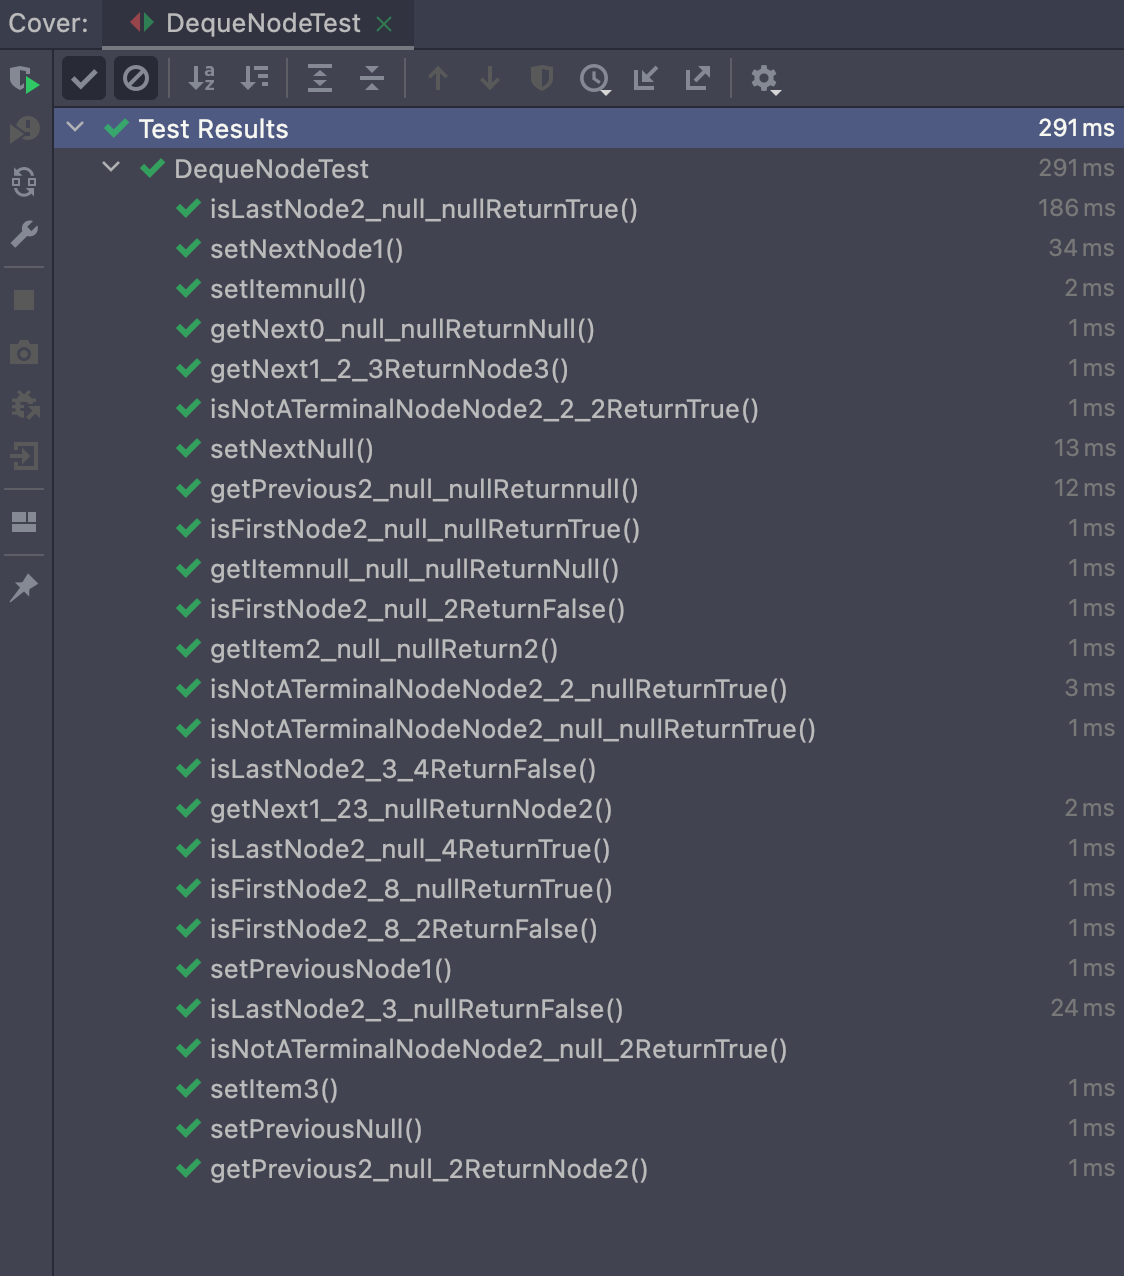 Cover: DequeNodeTest
Test Results 291 ms
DequeNodeTest 291 ms
isLastNode2_null_nullReturnTrue() 186 ms
setNextNode1() 34 ms
setItemnull() 2 ms
getNext0_null_nullReturnNull() 1 ms
getNext1_2_3ReturnNode3() 1 ms
isNotATerminalNodeNode2_2_2ReturnTrue() 1 ms
setNextNull() 13 ms
getPrevious2_null_nullReturnnull() 12 ms
isFirstNode2_null_nullReturnTrue() 1 ms
getItemnull_null_nullReturnNull() 1 ms
isFirstNode2_null_2ReturnFalse() 1 ms
getItem2_null_nullReturn2() 1 ms
isNotATerminalNodeNode2_2_nullReturnTrue() 3 ms
isNotATerminalNodeNode2_null_nullReturnTrue() 1 ms
isLastNode2_3_4ReturnFalse()
getNext1_23_nullReturnNode2() 2 ms
isLastNode2_null_4ReturnTrue() 1 ms
isFirstNode2_8_nullReturnTrue() 1 ms
isFirstNode2_8_2ReturnFalse() 1 ms
setPreviousNode1() 1 ms
isLastNode2_3_nullReturnFalse() 24 ms
isNotATerminalNodeNode2_null_2ReturnTrue()
setItem3() 1 ms
setPreviousNull() 1 ms
getPrevious2_null_2ReturnNode2() 1 ms